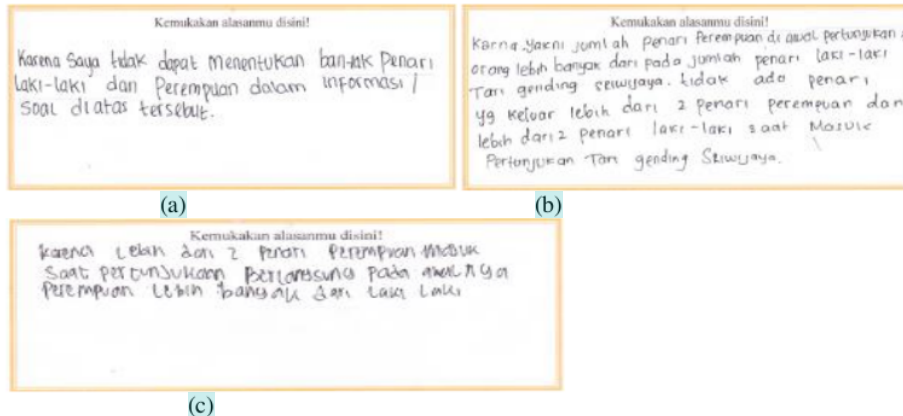 Kemukakan alasanmu disini!
Karena Saya tidak dapat menentukan banyak Penari
laki-laki dan Perempuan dalam informasi /
Soal diatas tersebut.
(a)
Kemukakan alasanmu disini!
Karna yakni jumlah penari Perempuan di awal pertunjukan
orang lebih banyak dari pada jumlah penari laki-laki
Tari gending seriwijaya. tidak ada penari
yg keluar lebih dari 2 penari perempuan dan
lebih dari 2 penari laki-laki saat Masuk
Pertunjukan Tari gending Sriwijaya.
(b)
Kemukakan alasanmu disini!
karena Lebih dari 2 Penari Perempuan masuk
Saat pertunjukan Berlangsung Pada awalnya
Perempuan Lebih banyak dari Laki Laki
(c)